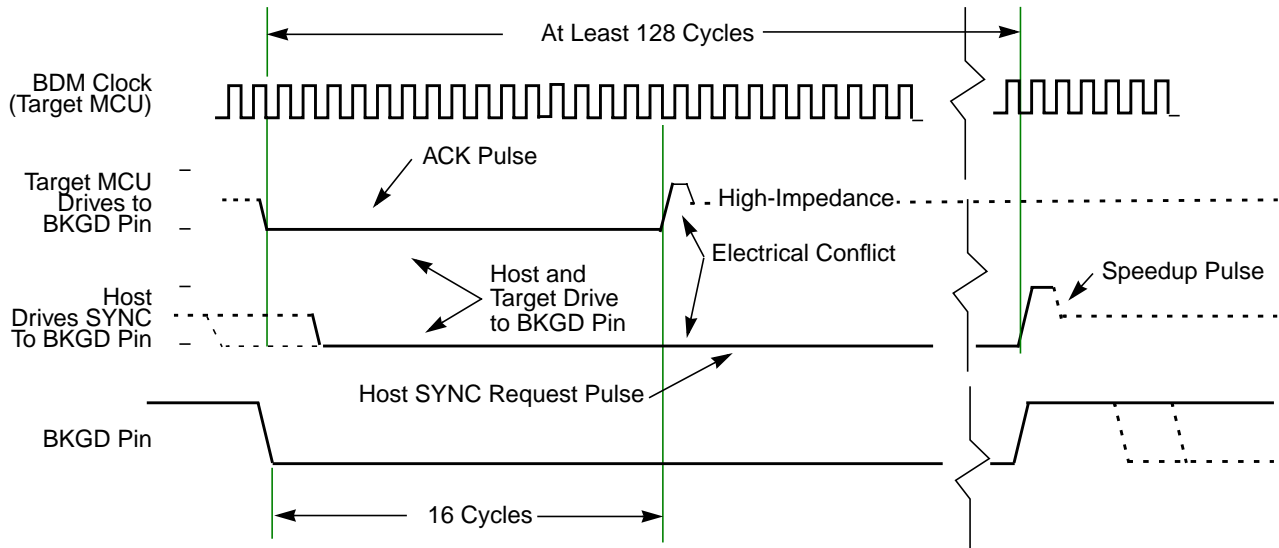 At Least 128 Cycles
BDM Clock
(Target MCU)
ACK Pulse
Target MCU
Drives to
BKGD Pin
High-Impedance
Electrical Conflict
Host and
Target Drive
to BKGD Pin
Speedup Pulse
Host
Drives SYNC
To BKGD Pin
Host SYNC Request Pulse
BKGD Pin
16 Cycles